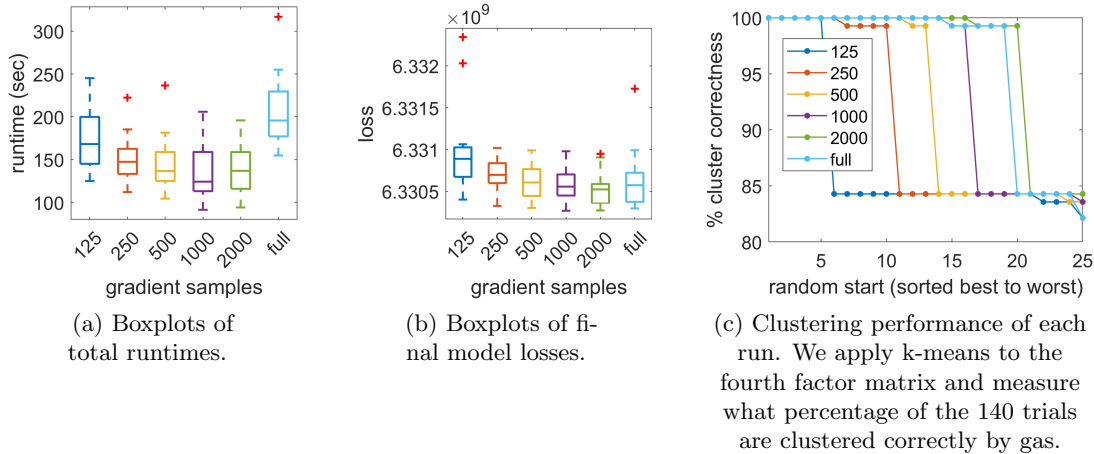 300
250
200
150
100
runtime (sec)
125
250
500
1000
2000
full
gradient samples
(a) Boxplots of
total runtimes.
×10^9
6.332
6.3315
6.331
6.3305
loss
125
250
500
1000
2000
full
gradient samples
(b) Boxplots of fi-
nal model losses.
100
95
90
85
80
% cluster correctness
125
250
500
1000
2000
full
5
10
15
20
25
random start (sorted best to worst)
(c) Clustering performance of each
run. We apply k-means to the
fourth factor matrix and measure
what percentage of the 140 trials
are clustered correctly by gas.